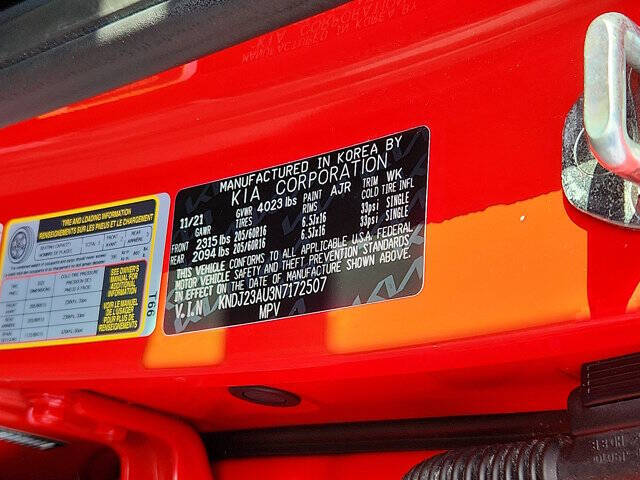 MANUFACTURED IN KOREA BY
KIA CORPORATION
11/21 GVWR 4023 lbs PAINT AJR TRIM WK
GAWR TIRES RIMS COLD TIRE INFL
FRONT 2315 lbs 205/60R16 6.5Jx16 33psi SINGLE
REAR 2094 lbs 205/60R16 6.5Jx16 33psi SINGLE
THIS VEHICLE CONFORMS TO ALL APPLICABLE U.S.A. FEDERAL
MOTOR VEHICLE SAFETY AND THEFT PREVENTION STANDARDS
IN EFFECT ON THE DATE OF MANUFACTURE SHOWN ABOVE.
V.I.N KNDJ23AU3N7172507
MPV
TIRE AND LOADING INFORMATION
RENSEIGNEMENTS SUR LES PNEUS ET LE CHARGEMENT
SEE OWNER'S
MANUAL FOR
ADDITIONAL
INFORMATION
VOIR LE MANUEL
DE L'USAGER
POUR PLUS DE
RENSEIGNEMENTS
T66